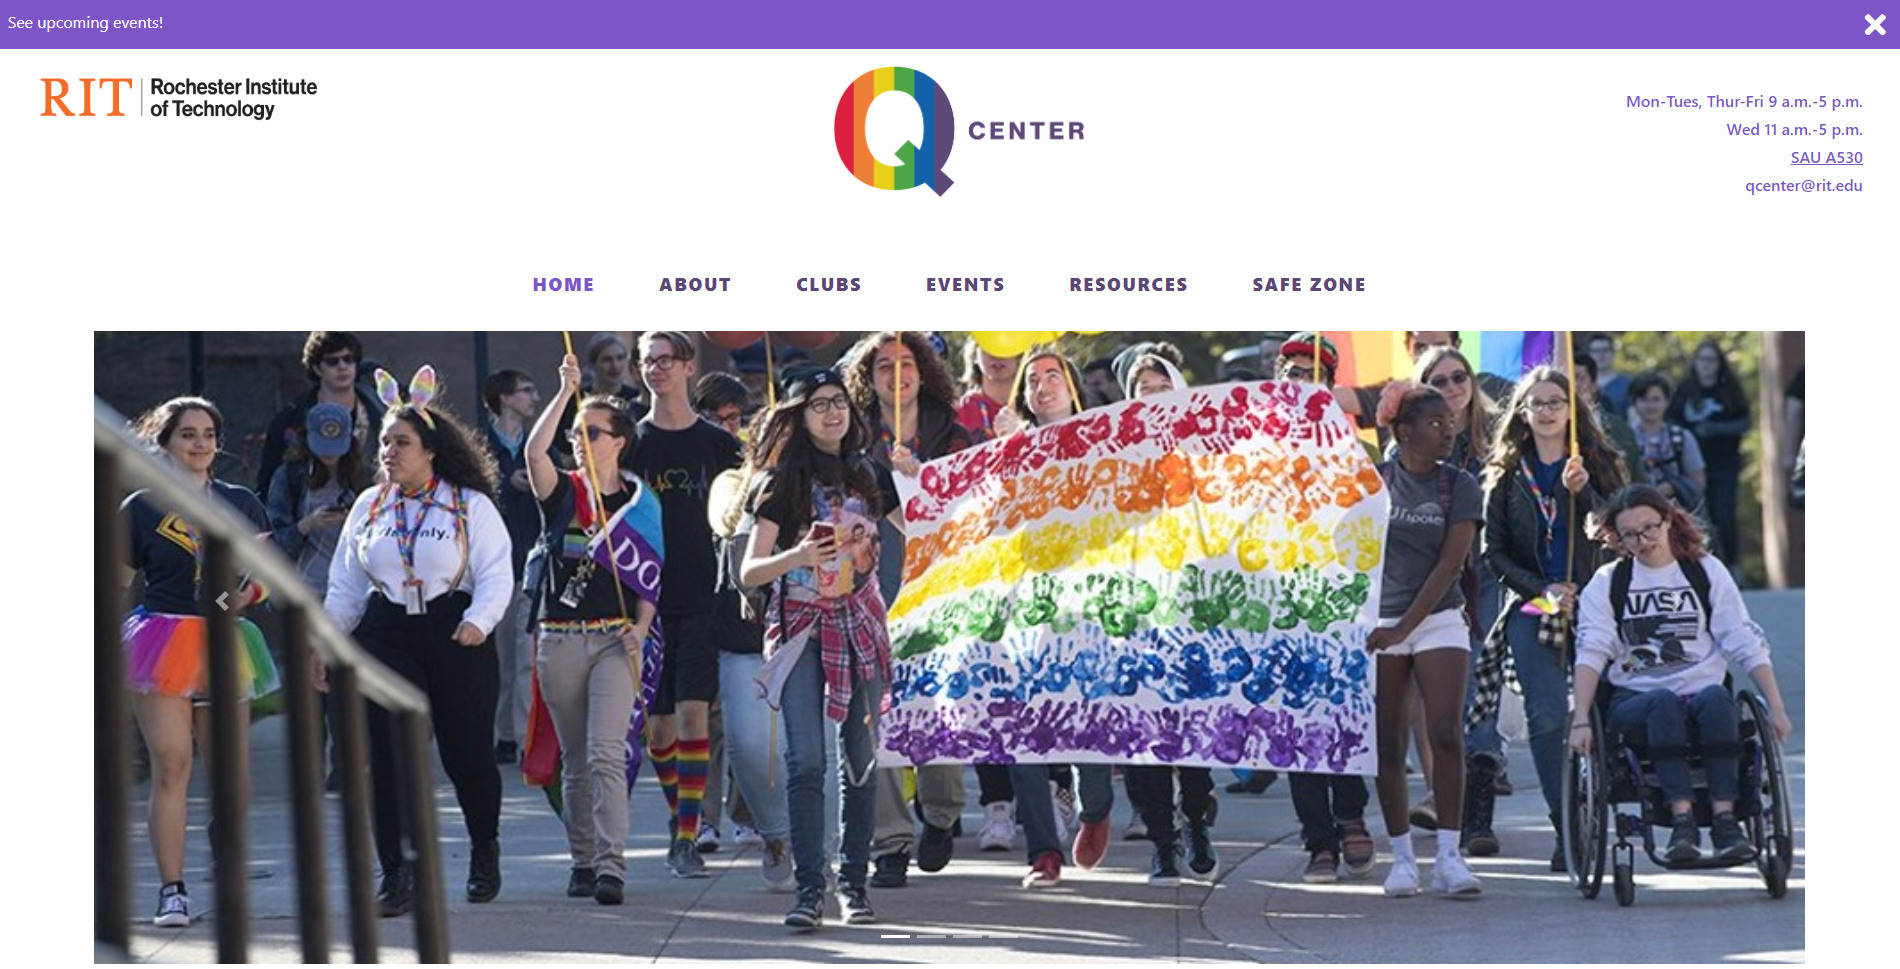 See upcoming events!
RIT
Rochester Institute
of Technology
Q CENTER
Mon-Tues, Thur-Fri 9 a.m.-5 p.m.
Wed 11 a.m.-5 p.m.
SAU A530
qcenter@rit.edu
HOME
ABOUT
CLUBS
EVENTS
RESOURCES
SAFE ZONE
DO
NASA